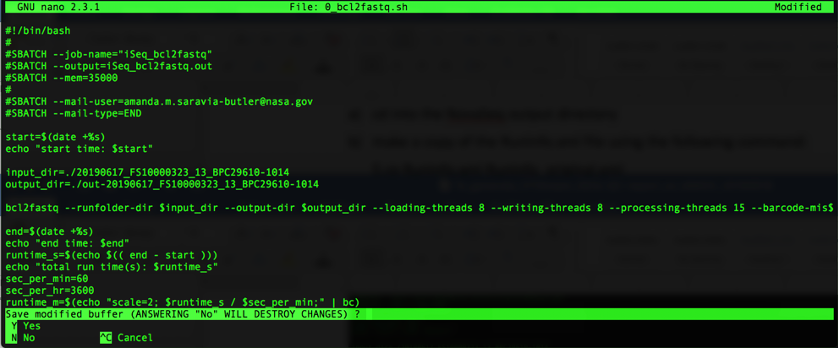 GNU nano 2.3.1 File: 0_bcl2fastq.sh Modified
#!/bin/bash
#
#SBATCH --job-name="iSeq_bcl2fastq"
#SBATCH --output=iSeq_bcl2fastq.out
#SBATCH --mem=35000
#
#SBATCH --mail-user=amanda.m.saravia-butler@nasa.gov
#SBATCH --mail-type=END
start=$(date +%s)
echo "start time: $start"
input_dir=./20190617_FS10000323_13_BPC29610-1014
output_dir=./out-20190617_FS10000323_13_BPC29610-1014
bcl2fastq --runfolder-dir $input_dir --output-dir $output_dir --loading-threads 8 --writing-threads 8 --processing-threads 15 --barcode-mis$
end=$(date +%s)
echo "end time: $end"
runtime_s=$(echo $(( end - start )))
echo "total run time(s): $runtime_s"
sec_per_min=60
sec_per_hr=3600
runtime_m=$(echo "scale=2; $runtime_s / $sec_per_min;" | bc)
Save modified buffer (ANSWERING "No" WILL DESTROY CHANGES) ?
Y Yes
N No ^C Cancel